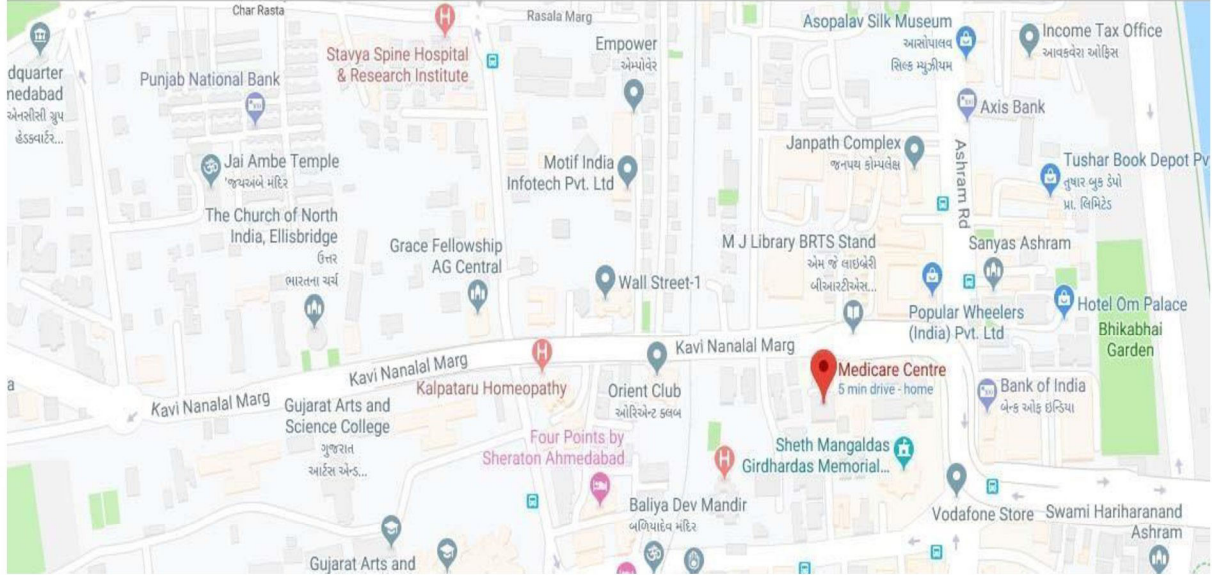 Char Rasta
Rasala Marg
Stavya Spine Hospital
& Research Institute
dquarter
nedabad
એનસીસી ગ્રુપ
હેડક્વાર્ટર...
Punjab National Bank
Empower
એમ્પોવેર
Asopalav Silk Museum
આસોપાલવ
સિલ્ક મ્યુઝીયમ
Income Tax Office
આવકવેરા ઓફિસ
Axis Bank
Jai Ambe Temple
'જયઅંબે મંદિર
Motif India
Infotech Pvt. Ltd
Janpath Complex
જનપથ કોમ્પલેક્ષ
Ashram Rd
Tushar Book Depot Pv
તુષાર બુક ડેપો
પ્રા. લિમિટેડ
The Church of North
India, Ellisbridge
ઉત્તર
ભારતના ચર્ચ
Grace Fellowship
AG Central
Wall Street-1
M J Library BRTS Stand
એમ જે લાઇબ્રેરી
બીઆરટીએસ...
Sanyas Ashram
Popular Wheelers
(India) Pvt. Ltd
Hotel Om Palace
Bhikabhai
Garden
Kavi Nanalal Marg
Kavi Nanalal Marg
Kavi Nanalal Marg
a
Kalpataru Homeopathy
Orient Club
ઓરિએન્ટ ક્લબ
Medicare Centre
5 min drive - home
Bank of India
બેન્ક ઓફ ઇન્ડિયા
Gujarat Arts and
Science College
ગુજરાત
આર્ટસ એન્ડ...
Four Points by
Sheraton Ahmedabad
Sheth Mangaldas
Girdhardas Memorial...
Baliya Dev Mandir
બળિયાદેવ મંદિર
Vodafone Store
Swami Hariharanand
Ashram
Gujarat Arts and